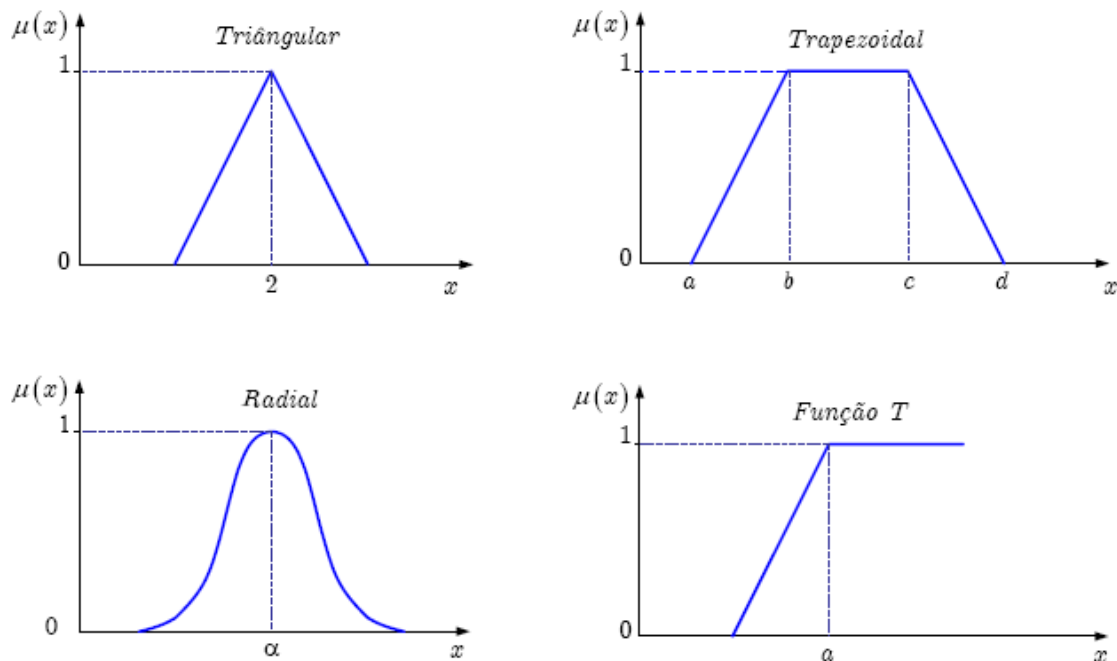 μ(x)
Triângular
1
0
2
x
μ(x)
Trapezoidal
1
0
a
b
c
d
x
μ(x)
Radial
1
0
α
x
μ(x)
Função T
1
0
a
x